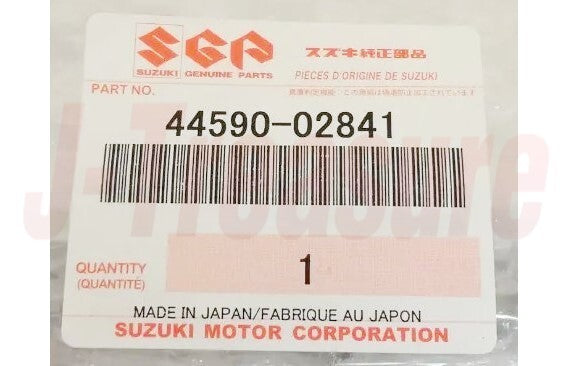 SGP
スズキ純正部品
SUZUKI GENUINE PARTS
PIECES D'ORIGINE DE SUZUKI
PART NO.
44590-02841
J-Treasure
QUANTITY
(QUANTITÉ)
1
MADE IN JAPAN/FABRIQUE AU JAPON
SUZUKI MOTOR CORPORATION